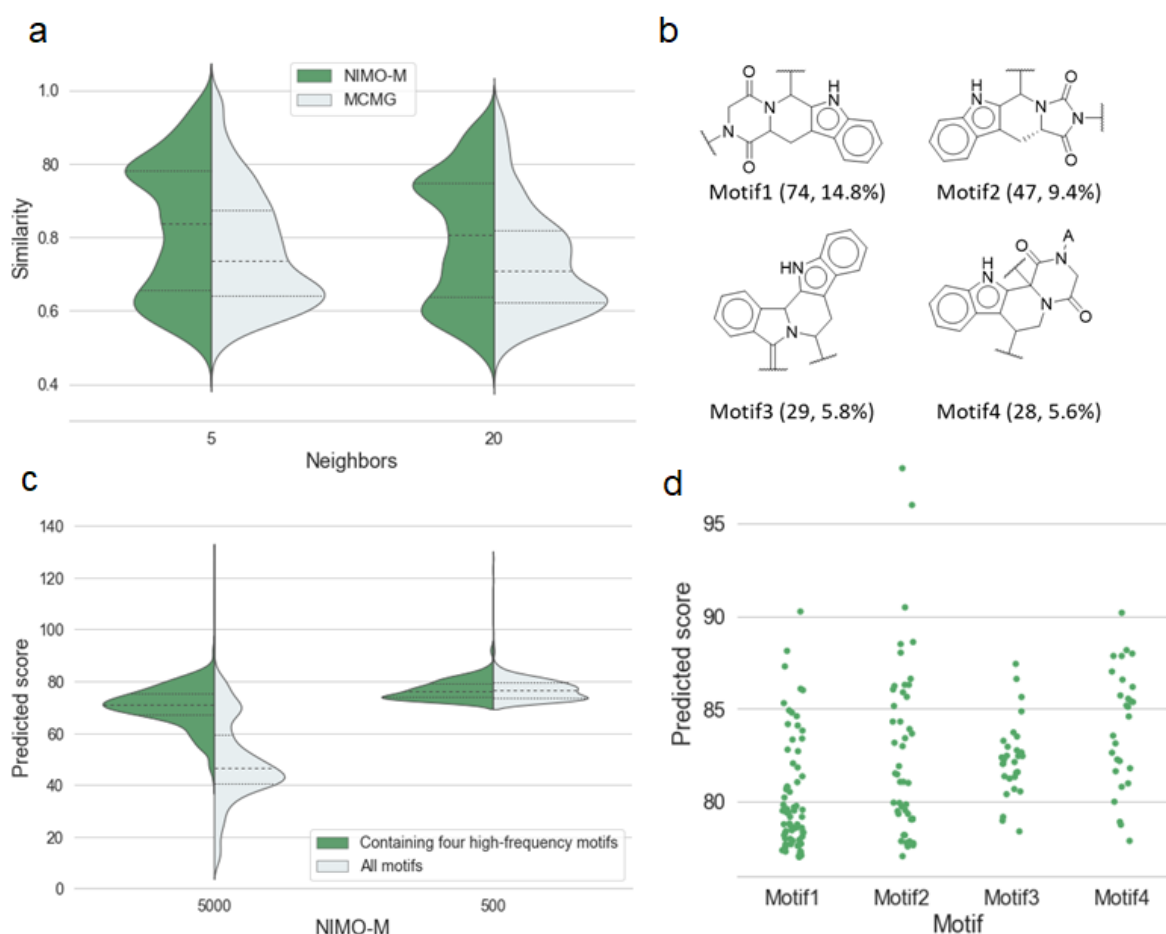 a
1.0
80
0.8
0.6
0.4
Similarity
NIMO-M
MCMG
5
20
Neighbors
b
O
N
N
O
H
N
Motif1 (74, 14.8%)
H
N
O
N
N
O
Motif2 (47, 9.4%)
HN
N
Motif3 (29, 5.8%)
A
O
N
H
N
N
O
Motif4 (28, 5.6%)
c
140
120
100
80
60
40
20
0
Predicted score
Containing four high-frequency motifs
All motifs
5000
500
NIMO-M
d
95
90
85
80
Predicted score
Motif1
Motif2
Motif3
Motif4
Motif